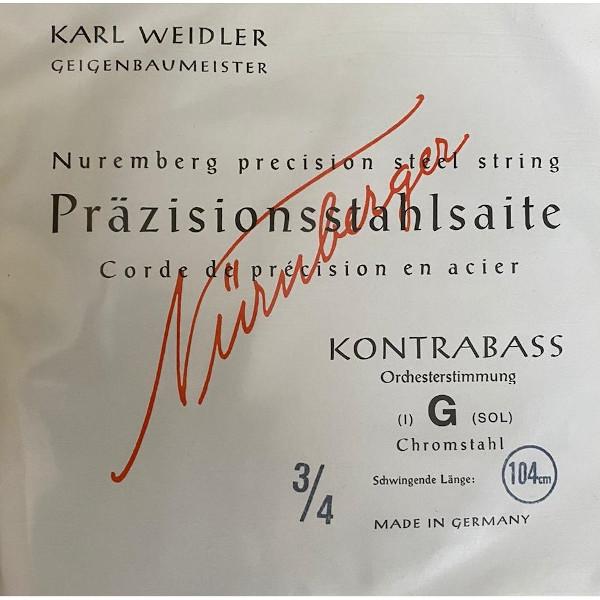 KARL WEIDLER
GEIGENBAUMEISTER
Nuremberg precision steel string
Präzisionsstahlsaite
Corde de précision en acier
Nürnberger
KONTRABASS
Orchesterstimmung
(I) G (SOL)
Chromstahl
3/4
Schwingende Länge: 104cm
MADE IN GERMANY